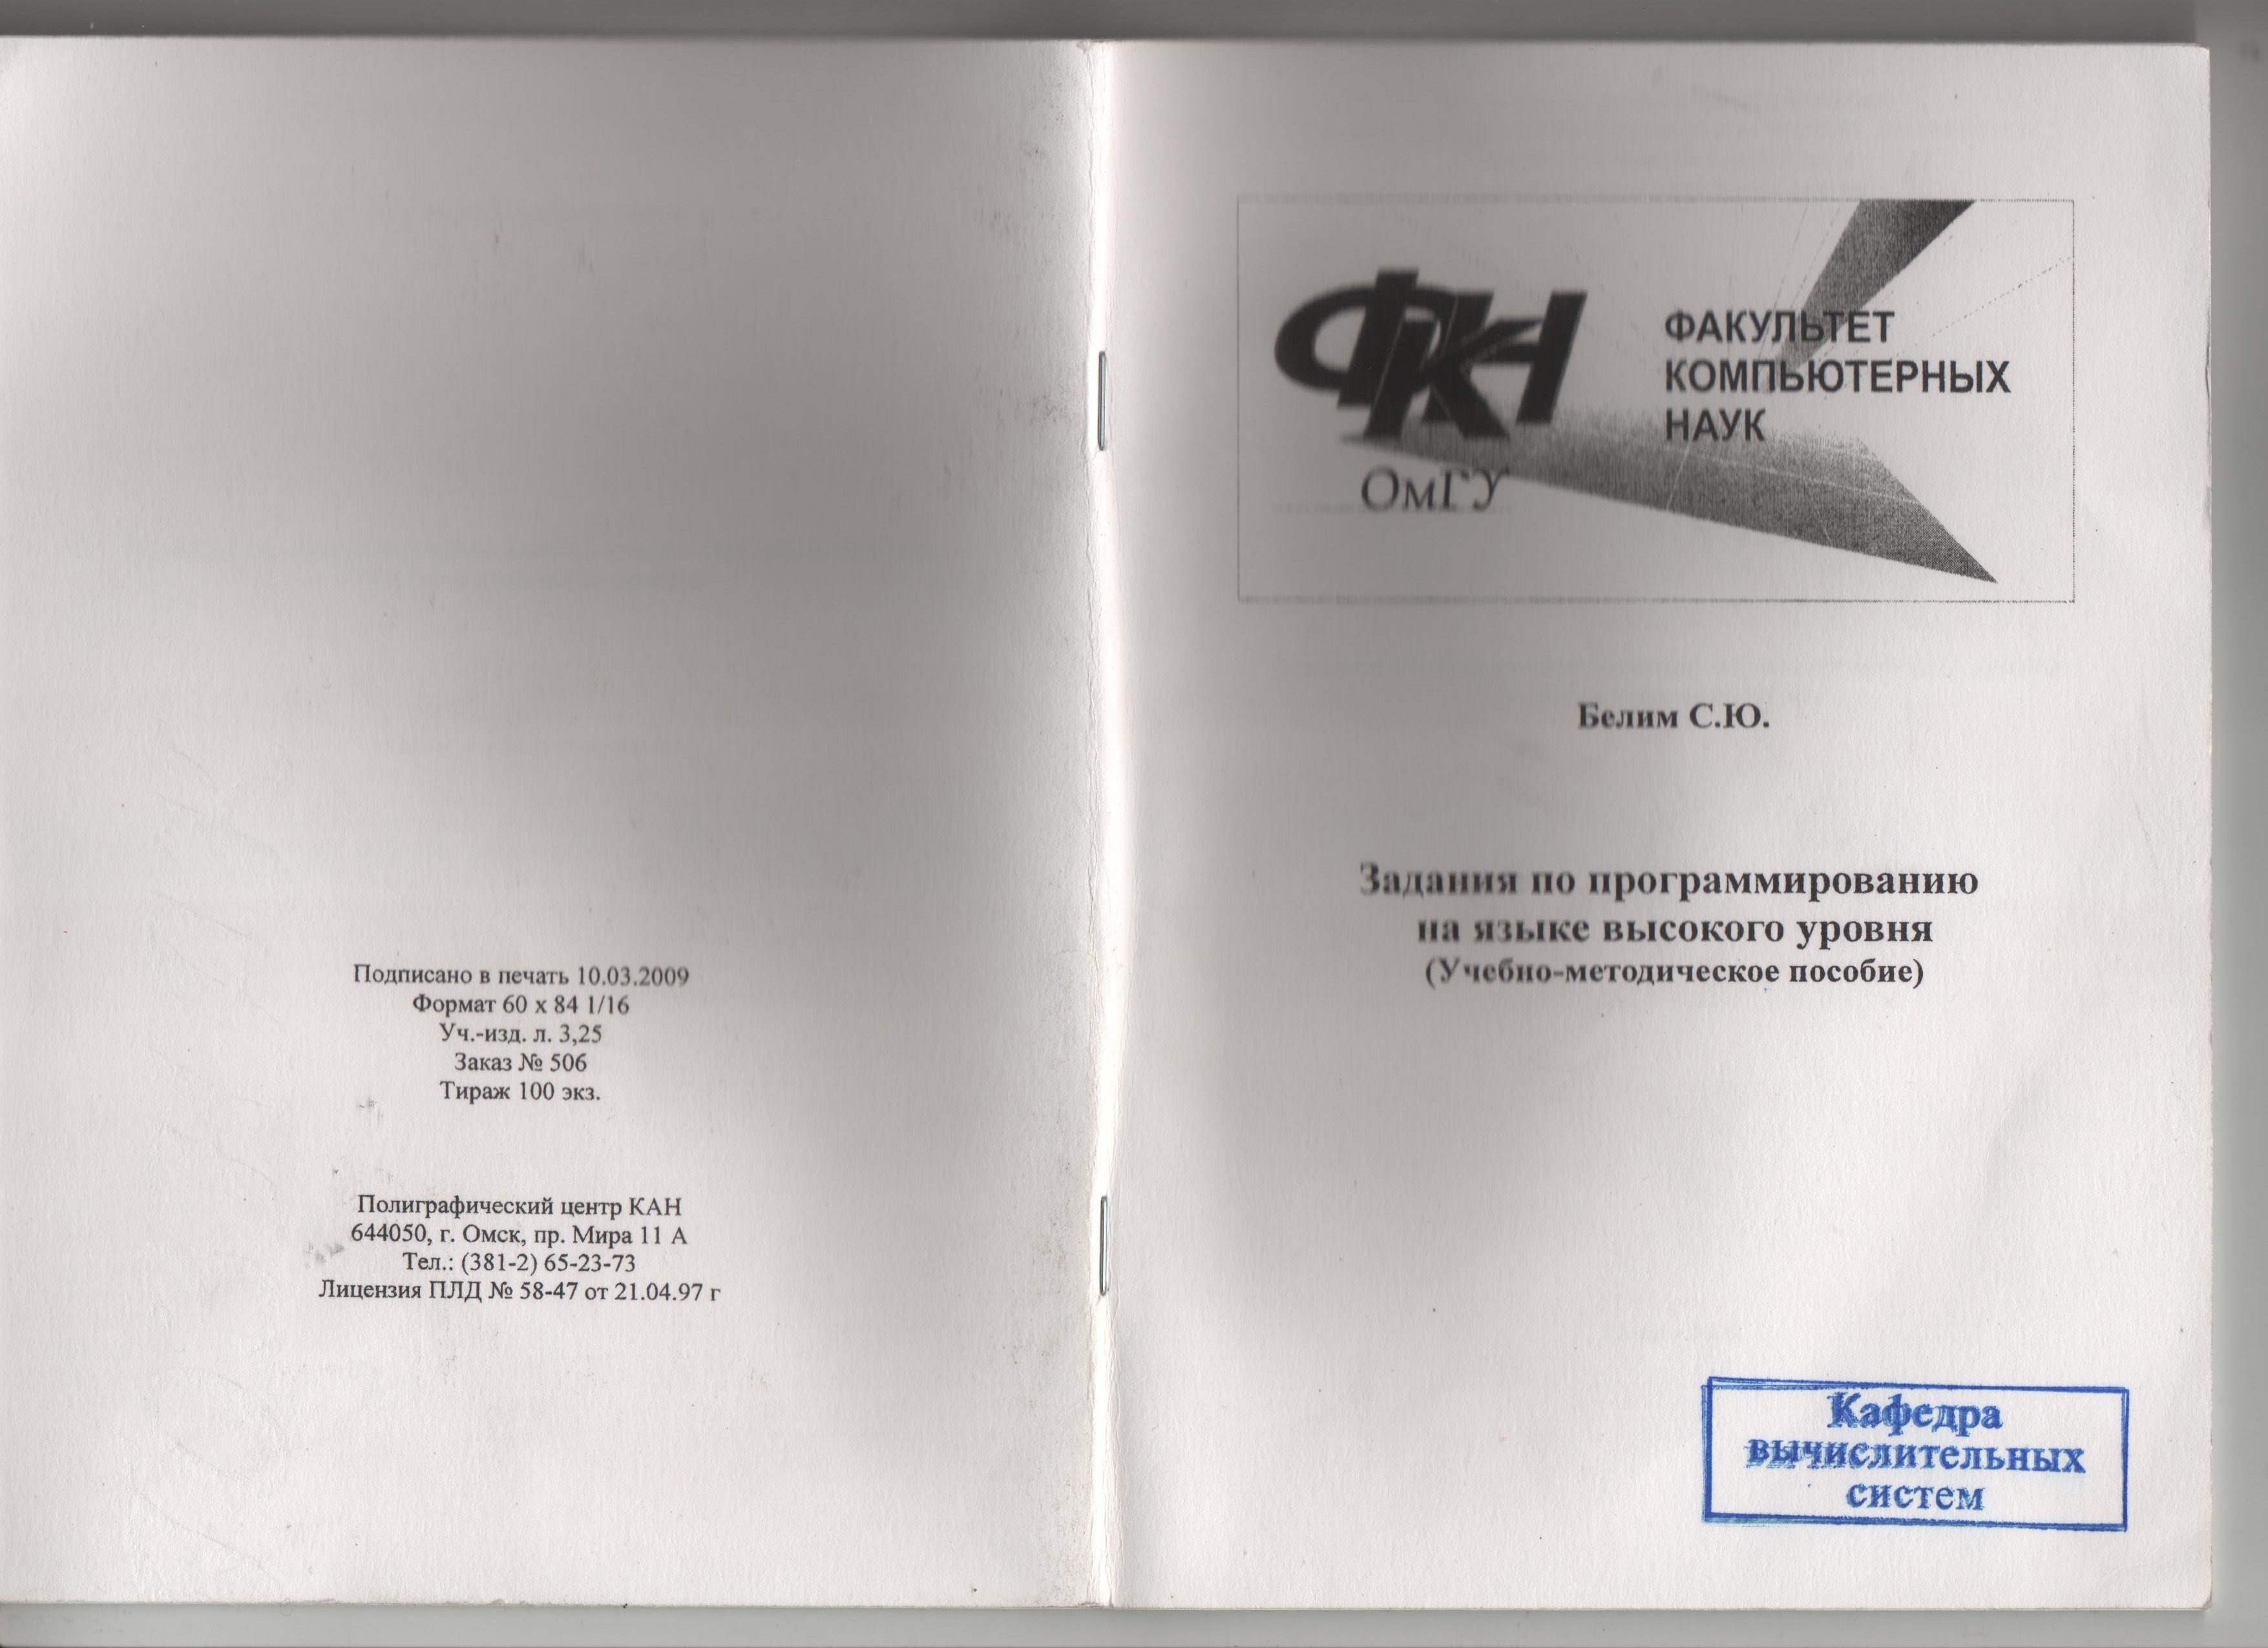 Подписано в печать 10.03.2009
Формат 60 х 84 1/16
Уч.-изд. л. 3,25
Заказ № 506
Тираж 100 экз.
Полиграфический центр КАН
644050, г. Омск, пр. Мира 11 А
Тел.: (381-2) 65-23-73
Лицензия ПЛД № 58-47 от 21.04.97 г
ФКН
ОмГУ
ФАКУЛЬТЕТ
КОМПЬЮТЕРНЫХ
НАУК
Белим С.Ю.
Задания по программированию
на языке высокого уровня
(Учебно-методическое пособие)
Кафедра
вычислительных
систем